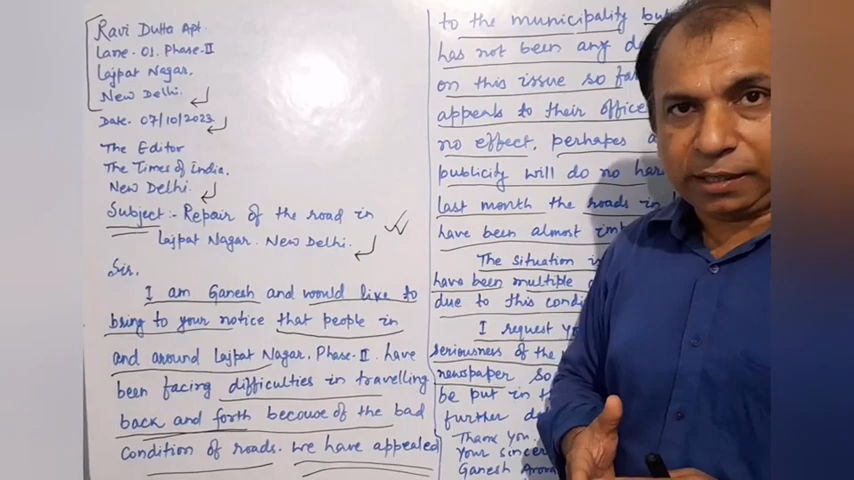 Ravi Dutta Apt.
Lane- 01. Phase-II
Lajpat Nagar.
New Delhi.
Date- 07/10/2023
The Editor
The Times of India.
New Delhi.
Subject:- Repair of the road in
Lajpat Nagar. New Delhi.
Sir.
I am Ganesh and would like to
bring to your notice that people in
and around Lajpat Nagar. Phase-II. have
been facing difficulties in travelling
back and forth because of the bad
condition of roads. we have appealed
to the municipality but
has not been any
on this issue so far
appeals to their office
no effect. perhapes
publicity will do no
last month the roads in
have been almost
The situation
have been multiple
due to this
I request
seriousness of the
newspaper so
be put in
further
Thank you.
Your
Ganesh